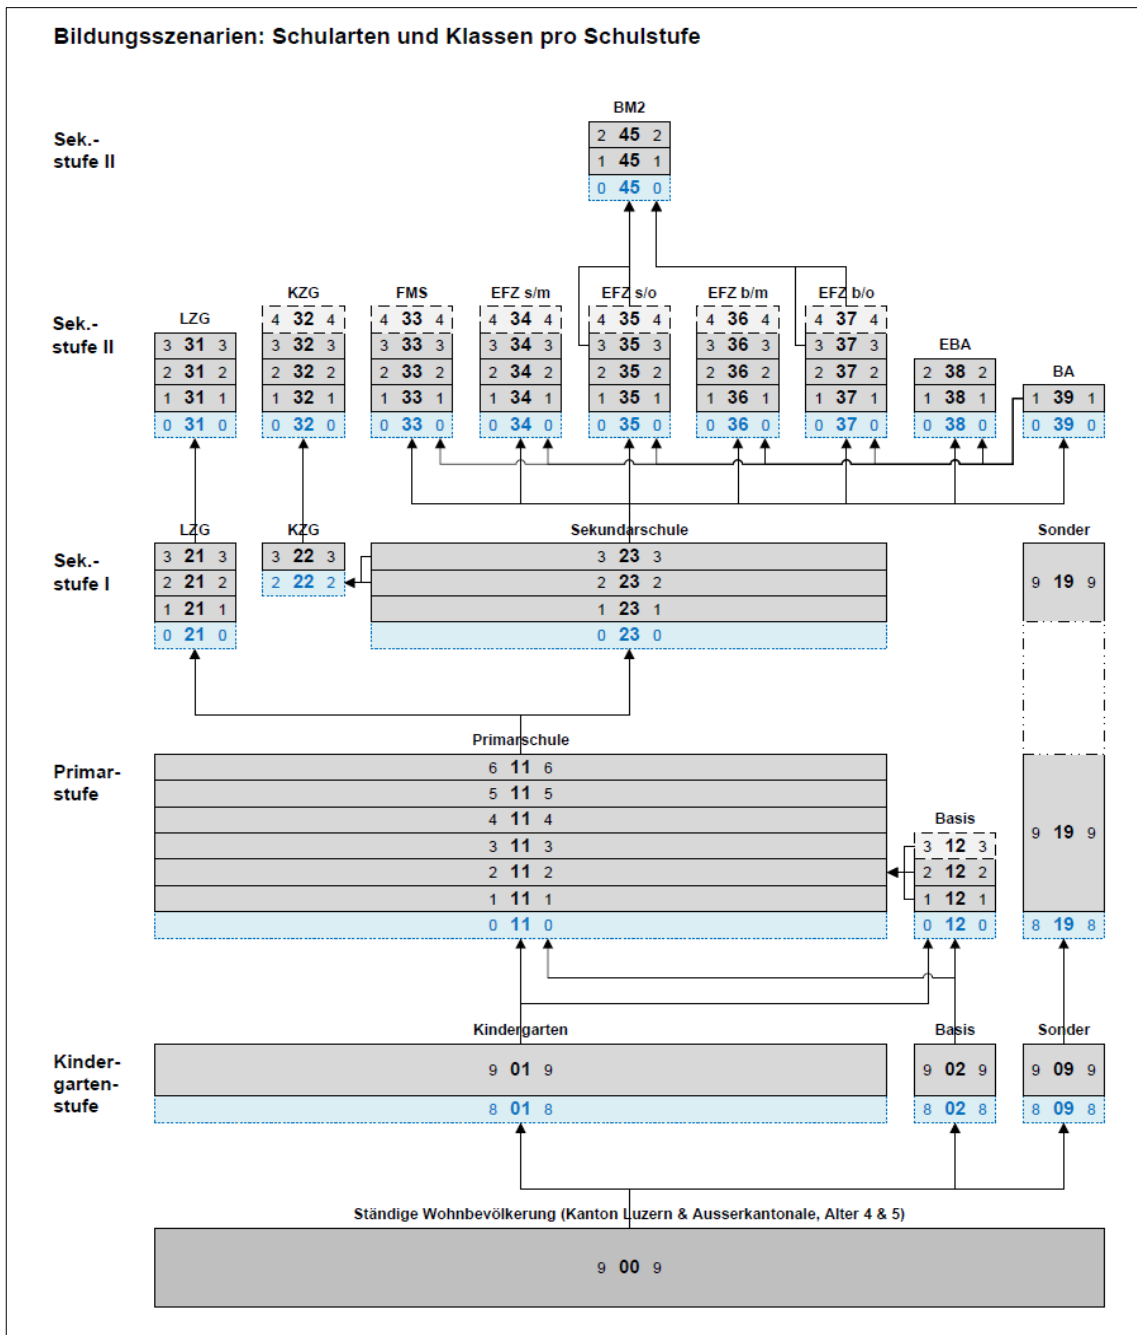 Bildungsszenarien: Schularten und Klassen pro Schulstufe
BM2
Sek.-
stufe II
2 45 2
1 45 1
0 45 0
KZG FMS EFZ s/m EFZ s/o EFZ b/m EFZ b/o
LZG
Sek.-
stufe II
4 32 4 4 33 4 4 34 4 4 35 4 4 36 4 4 37 4
EBA
3 31 3 3 32 3 3 33 3 3 34 3 3 35 3 3 36 3 3 37 3
BA
2 31 2 2 32 2 2 33 2 2 34 2 2 35 2 2 36 2 2 37 2 2 38 2
1 31 1 1 32 1 1 33 1 1 34 1 1 35 1 1 36 1 1 37 1 1 38 1 1 39 1
0 31 0 0 32 0 0 33 0 0 34 0 0 35 0 0 36 0 0 37 0 0 38 0 0 39 0
LZG KZG Sekundarschule Sonder
Sek.-
stufe I
3 21 3 3 22 3 3 23 3
2 21 2 2 22 2 2 23 2 9 19 9
1 21 1 1 23 1
0 21 0 0 23 0
Primarschule
Primar-
stufe
6 11 6
5 11 5
4 11 4
Basis
3 11 3 3 12 3 9 19 9
2 11 2 2 12 2
1 11 1 1 12 1
0 11 0 0 12 0 8 19 8
Kindergarten Basis Sonder
Kinder-
garten-
stufe
9 01 9 9 02 9 9 09 9
8 01 8 8 02 8 8 09 8
Ständige Wohnbevölkerung (Kanton Luzern & Ausserkantonale, Alter 4 & 5)
9 00 9